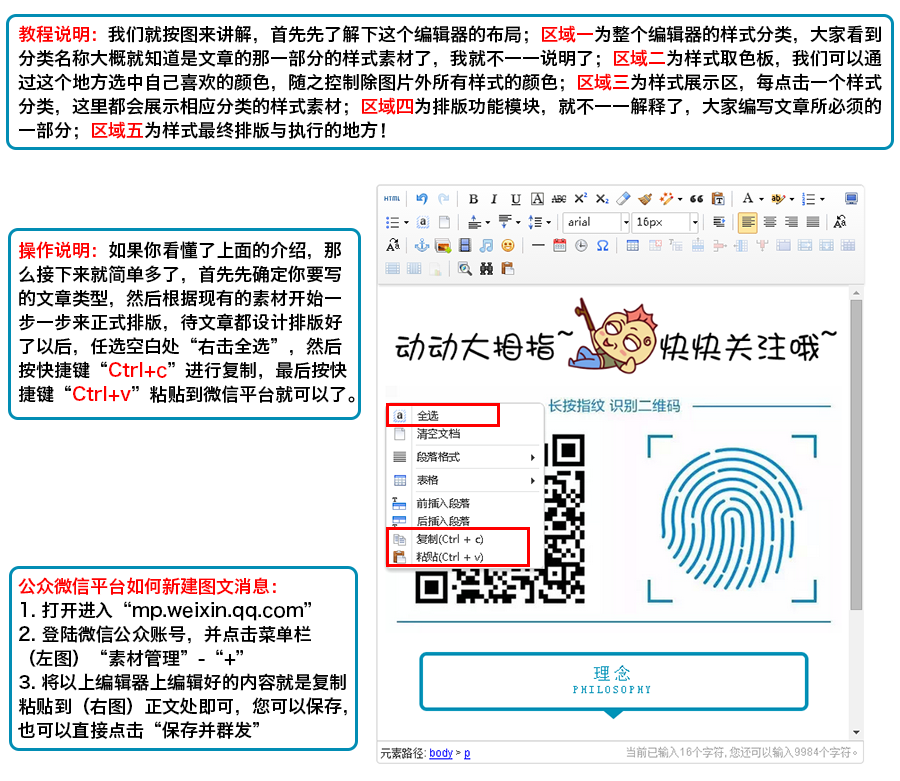 教程说明：我们就按图来讲解，首先先了解下这个编辑器的布局；区域一为整个编辑器的样式分类，大家看到
分类名称大概就知道是文章的那一部分的样式素材了，我就不一一说明了；区域二为样式取色板，我们可以通
过这个地方选中自己喜欢的颜色，随之控制除图片外所有样式的颜色；区域三为样式展示区，每点击一个样式
分类，这里都会展示相应分类的样式素材；区域四为排版功能模块，就不一一解释了，大家编写文章所必须的
一部分；区域五为样式最终排版与执行的地方！
操作说明：如果你看懂了上面的介绍，那
么接下来就简单多了，首先先确定你要写
的文章类型，然后根据现有的素材开始一
步一步来正式排版，待文章都设计排版好
了以后，任选空白处“右击全选”，然后
按快捷键“Ctrl+c”进行复制，最后按快
捷键“Ctrl+v”粘贴到微信平台就可以了。
公众微信平台如何新建图文消息：
1. 打开进入“mp.weixin.qq.com”
2. 登陆微信公众账号，并点击菜单栏
（左图）“素材管理”-“+”
3. 将以上编辑器上编辑好的内容就是复制
粘贴到（右图）正文处即可，您可以保存，
也可以直接点击“保存并群发”
HTML
B I U A ABC X² X₂ A ab
arial 16px
动动大拇指~ 快快关注哦~
长按指纹 识别二维码
全选
清空文档
段落格式
表格
前插入段落
后插入段落
复制(Ctrl + c)
粘贴(Ctrl + v)
理念
PHILOSOPHY
元素路径: body > p
当前已输入16个字符, 您还可以输入9984个字符。